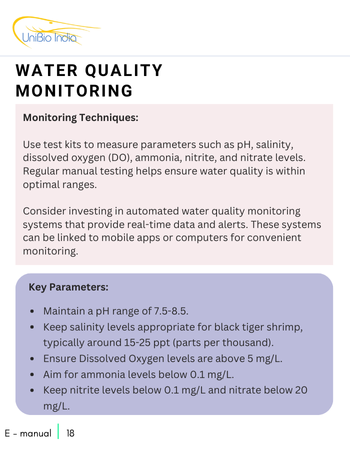 UniBio India
WATER QUALITY
MONITORING
Monitoring Techniques:
Use test kits to measure parameters such as pH, salinity,
dissolved oxygen (DO), ammonia, nitrite, and nitrate levels.
Regular manual testing helps ensure water quality is within
optimal ranges.
Consider investing in automated water quality monitoring
systems that provide real-time data and alerts. These systems
can be linked to mobile apps or computers for convenient
monitoring.
Key Parameters:
• Maintain a pH range of 7.5-8.5.
• Keep salinity levels appropriate for black tiger shrimp,
typically around 15-25 ppt (parts per thousand).
• Ensure Dissolved Oxygen levels are above 5 mg/L.
• Aim for ammonia levels below 0.1 mg/L.
• Keep nitrite levels below 0.1 mg/L and nitrate below 20
mg/L.
E - manual 18